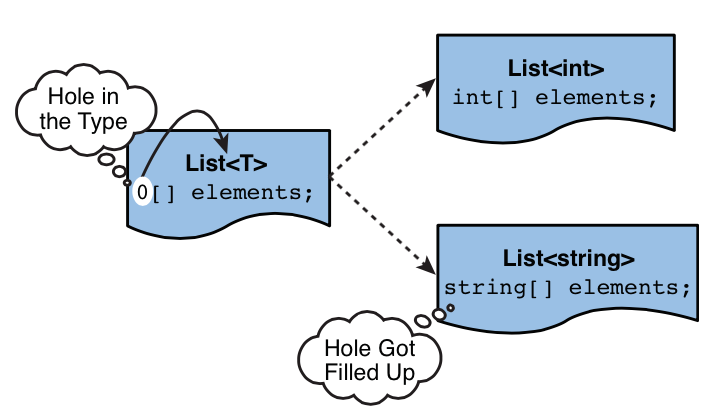 Hole in
the Type
List<T>
0[] elements;
List<int>
int[] elements;
List<string>
string[] elements;
Hole Got
Filled Up